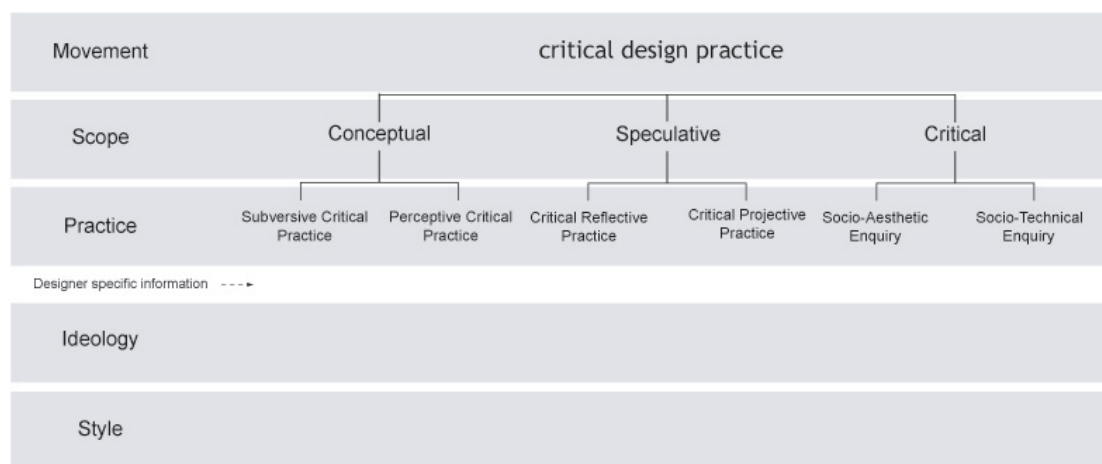 Movement
critical design practice
Scope
Conceptual
Speculative
Critical
Practice
Subversive Critical
Practice
Perceptive Critical
Practice
Critical Reflective
Practice
Critical Projective
Practice
Socio-Aesthetic
Enquiry
Socio-Technical
Enquiry
Designer specific information
Ideology
Style